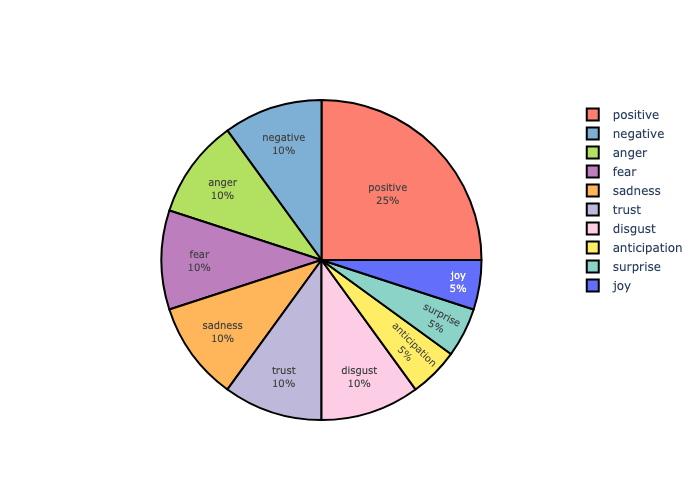 positive
25%
negative
10%
anger
10%
fear
10%
sadness
10%
trust
10%
disgust
10%
anticipation
5%
surprise
5%
joy
5%
positive
negative
anger
fear
sadness
trust
disgust
anticipation
surprise
joy